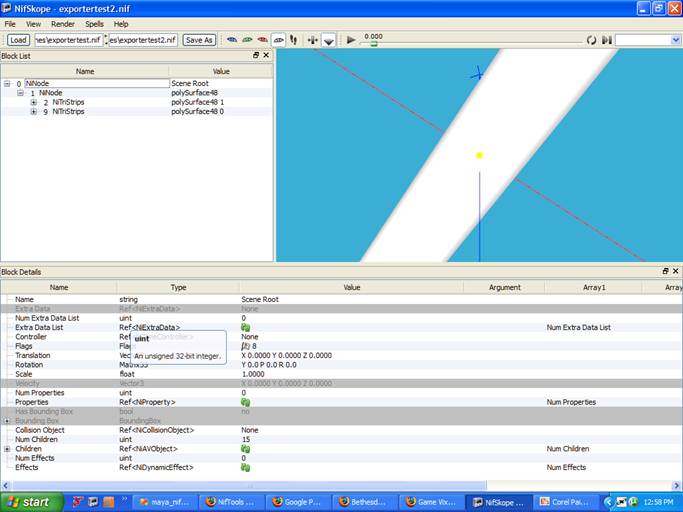 NifSkope - exportertest2.nif
File View Render Spells Help
Load nes\exporter.nif es\exportertest2.nif Save As 0.000
Block List
Name Value
0 NiNode Scene Root
1 NiNode polySurface48
2 NiTriStrips polySurface48 1
9 NiTriStrips polySurface48 0
Block Details
Name Type Value Argument Array1 Array
Name string Scene Root
Extra Data Ref<NiExtraData> None
Num Extra Data List uint 0
Extra Data List Ref<NiExtraData> Num Extra Data List
Controller Ref None
Flags Flags 8
uint
An unsigned 32-bit integer.
Translation Vec X 0.0000 Y 0.0000 Z 0.0000
Rotation Matrix33 Y 0.0 P 0.0 R 0.0
Scale float 1.0000
Velocity Vector3 X 0.0000 Y 0.0000 Z 0.0000
Num Properties uint 0
Properties Ref<NiProperty> Num Properties
Has Bounding Box bool no
Bounding Box BoundingBox
Collision Object Ref<NiCollisionObject> None
Num Children uint 15
Children Ref<NiAVObject> Num Children
Num Effects uint 0
Effects Ref<NiDynamicEffect> Num Effects
start maya_nif... NifTools ... Google P... Bethesd... Game Vix... NifSkope ... Corel Pai... 12:58 PM